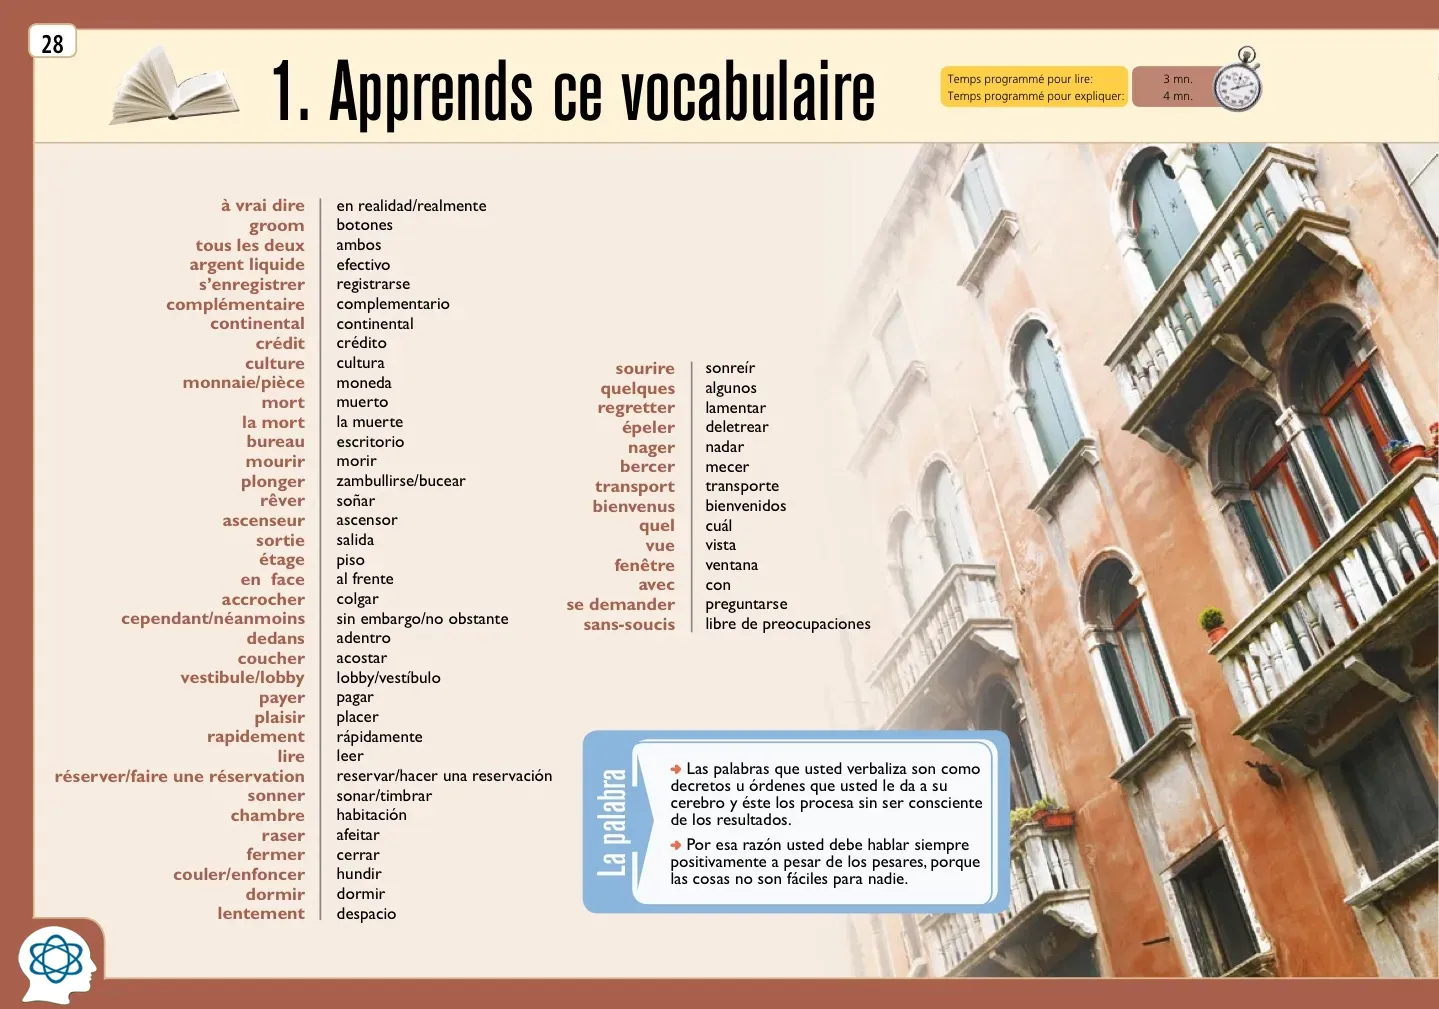 28
1. Apprends ce vocabulaire
Temps programmé pour lire: 3 mn.
Temps programmé pour expliquer: 4 mn.
à vrai dire en realidad/realmente
groom botones
tous les deux ambos
argent liquide efectivo
s'enregistrer registrarse
complémentaire complementario
continental continental
crédit crédito
culture cultura
monnaie/pièce moneda
mort muerto
la mort la muerte
bureau escritorio
mourir morir
plonger zambullirse/bucear
rêver soñar
ascenseur ascensor
sortie salida
étage piso
en face al frente
accrocher colgar
cependant/néanmoins sin embargo/no obstante
dedans adentro
coucher acostar
vestibule/lobby lobby/vestíbulo
payer pagar
plaisir placer
rapidement rápidamente
lire leer
réserver/faire une réservation reservar/hacer una reservación
sonner sonar/timbrar
chambre habitación
raser afeitar
fermer cerrar
couler/enfoncer hundir
dormir dormir
lentement despacio
sourire sonreír
quelques algunos
regretter lamentar
épeler deletrear
nager nadar
bercer mecer
transport transporte
bienvenus bienvenidos
quel cuál
vue vista
fenêtre ventana
avec con
se demander preguntarse
sans-soucis libre de preocupaciones
La palabra
Las palabras que usted verbaliza son como
decretos u órdenes que usted le da a su
cerebro y éste los procesa sin ser consciente
de los resultados.
Por esa razón usted debe hablar siempre
positivamente a pesar de los pesares, porque
las cosas no son fáciles para nadie.